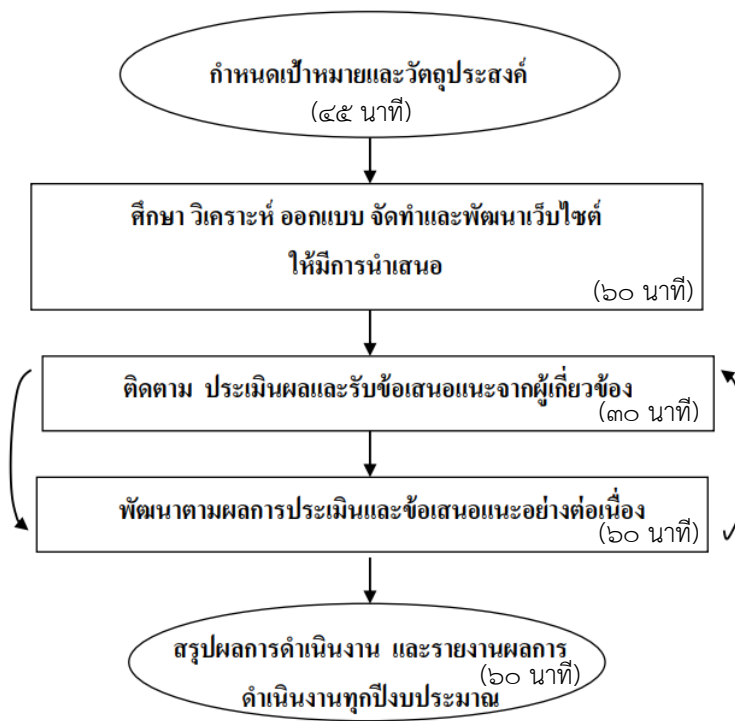 กำหนดเป้าหมายและวัตถุประสงค์
(๔๕ นาที)
ศึกษา วิเคราะห์ ออกแบบ จัดทำและพัฒนาเว็บไซต์
ให้มีการนำเสนอ
(๖๐ นาที)
ติดตาม ประเมินผลและรับข้อเสนอแนะจากผู้เกี่ยวข้อง
(๓๐ นาที)
พัฒนาตามผลการประเมินและข้อเสนอแนะอย่างต่อเนื่อง
(๖๐ นาที)
สรุปผลการดำเนินงาน และรายงานผลการ
(๖๐ นาที)
ดำเนินงานทุกปีงบประมาณ